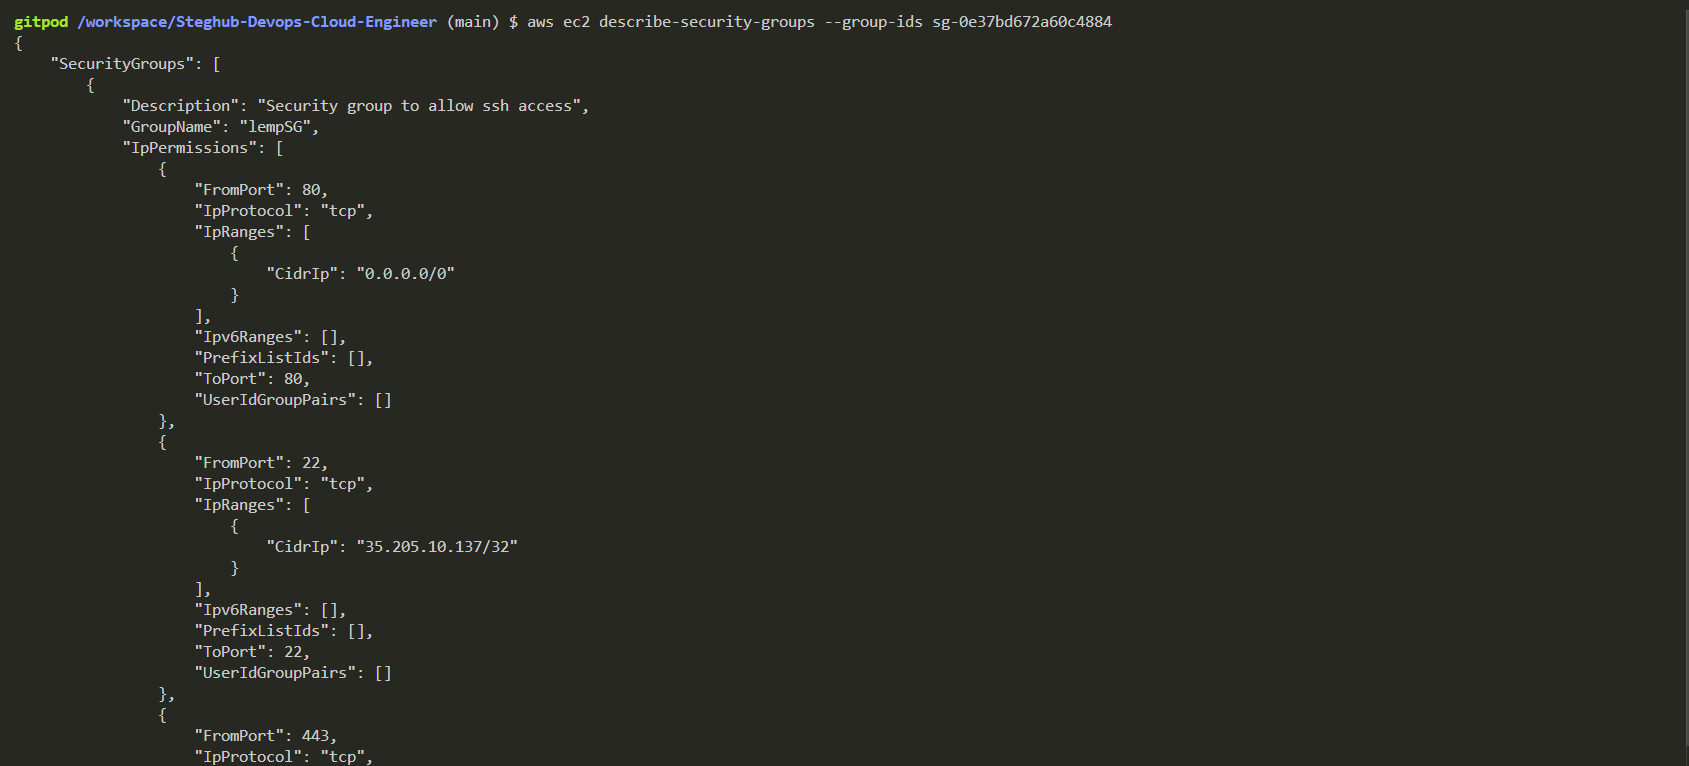 gitpod /workspace/Steghub-Devops-Cloud-Engineer (main) $ aws ec2 describe-security-groups --group-ids sg-0e37bd672a60c4884
{
    "SecurityGroups": [
        {
            "Description": "Security group to allow ssh access",
            "GroupName": "lempSG",
            "IpPermissions": [
                {
                    "FromPort": 80,
                    "IpProtocol": "tcp",
                    "IpRanges": [
                        {
                            "CidrIp": "0.0.0.0/0"
                        }
                    ],
                    "Ipv6Ranges": [],
                    "PrefixListIds": [],
                    "ToPort": 80,
                    "UserIdGroupPairs": []
                },
                {
                    "FromPort": 22,
                    "IpProtocol": "tcp",
                    "IpRanges": [
                        {
                            "CidrIp": "35.205.10.137/32"
                        }
                    ],
                    "Ipv6Ranges": [],
                    "PrefixListIds": [],
                    "ToPort": 22,
                    "UserIdGroupPairs": []
                },
                {
                    "FromPort": 443,
                    "IpProtocol": "tcp",